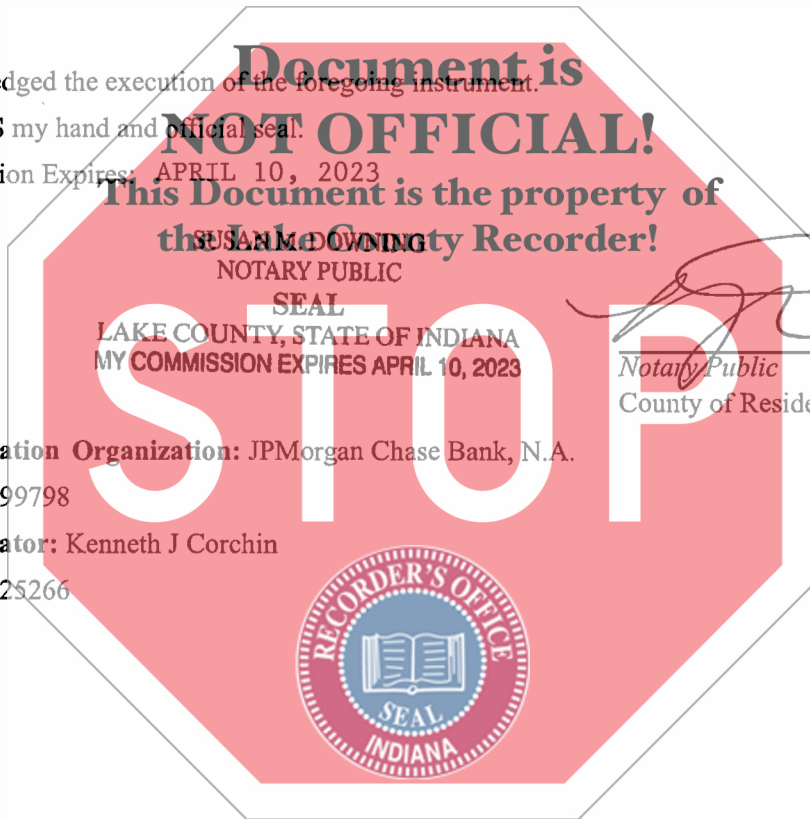 Document is
dged the execution of the foregoing instrument.
NOT OFFICIAL!
my hand and official seal.
ion Expires: APRIL 10, 2023
This Document is the property of
the Lake County Recorder!
SUSAN M. DOWNING
NOTARY PUBLIC
SEAL
LAKE COUNTY, STATE OF INDIANA
MY COMMISSION EXPIRES APRIL 10, 2023
Notary Public
County of Reside
STOP
ation Organization: JPMorgan Chase Bank, N.A.
99798
ator: Kenneth J Corchin
25266
RECORDER'S OFFICE
SEAL
INDIANA